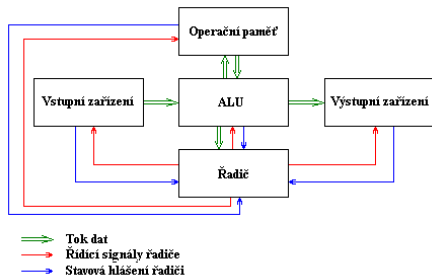 Operační paměť
Vstupní zařízení
ALU
Výstupní zařízení
Řadič
Tok dat
Řídící signály řadiče
Stavová hlášení řadiči